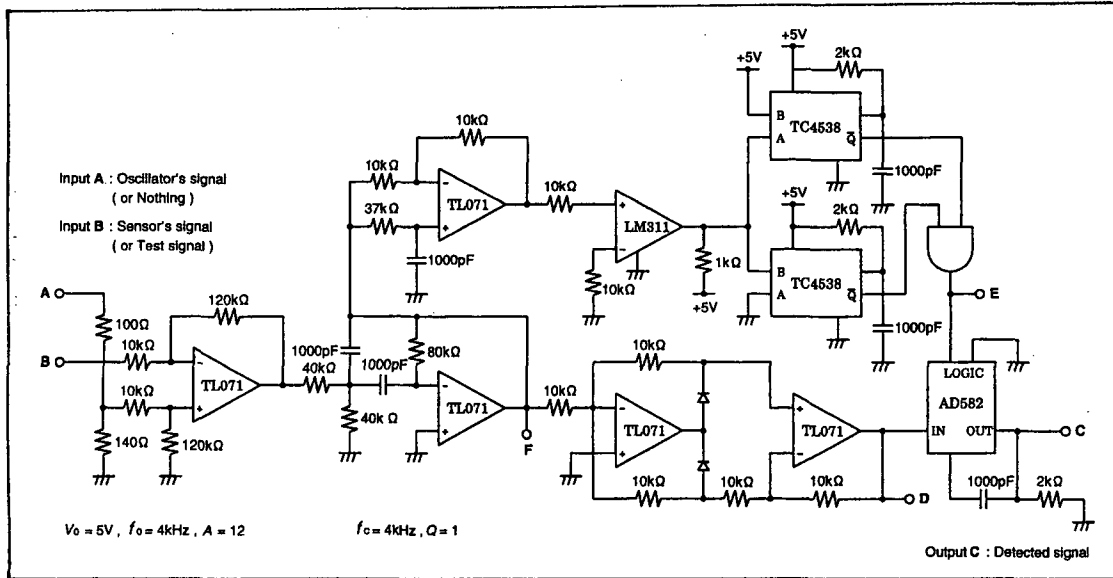 Input A : Oscillator's signal
( or Nothing )
Input B : Sensor's signal
( or Test signal )
A
B
100Ω
10kΩ
10kΩ
140Ω
120kΩ
120kΩ
−
+
TL071
40kΩ
40k Ω
1000pF
1000pF
80kΩ
−
+
TL071
F
10kΩ
37kΩ
1000pF
10kΩ
−
+
TL071
10kΩ
10kΩ
+
−
LM311
1kΩ
+5V
+5V
+5V
2kΩ
B
A
TC4538
Q̅
1000pF
+5V
2kΩ
B
A
TC4538
Q̅
1000pF
E
LOGIC
AD582
IN
OUT
C
1000pF
2kΩ
10kΩ
10kΩ
−
+
TL071
10kΩ
10kΩ
+
−
TL071
10kΩ
D
V₀ = 5V , f₀ = 4kHz , A = 12
fc = 4kHz , Q = 1
Output C : Detected signal